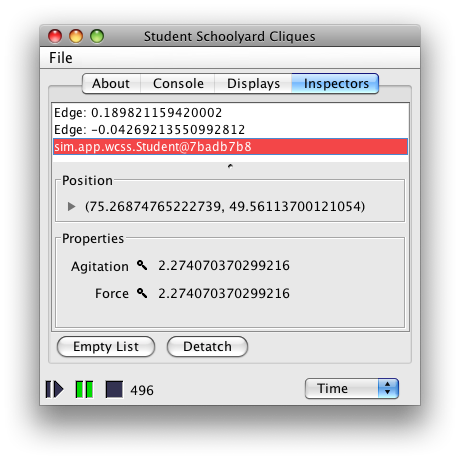 Student Schoolyard Cliques
File
About Console Displays Inspectors
Edge: 0.189821159420002
Edge: -0.04269213550992812
sim.app.wcss.Student@7badb7b8
Position
(75.26874765222739, 49.56113700121054)
Properties
Agitation 2.274070370299216
Force 2.274070370299216
Empty List Detatch
496 Time